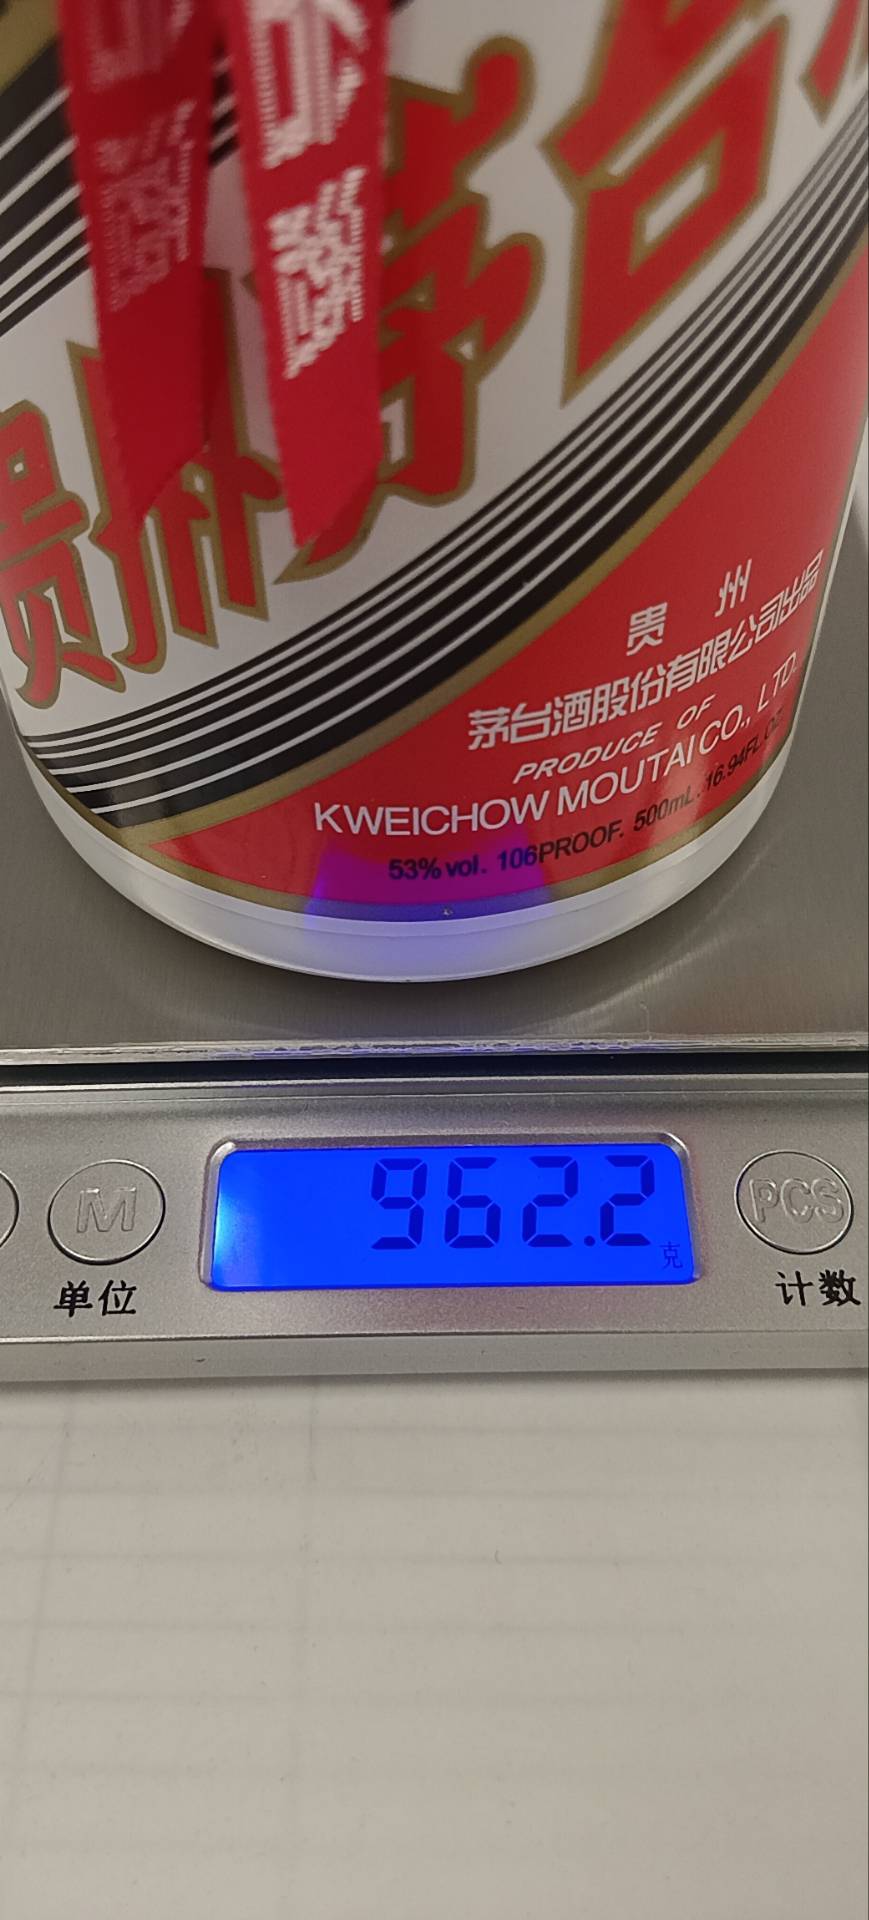 贵州茅台
贵 州
茅台酒股份有限公司出品
PRODUCE OF
KWEICHOW MOUTAI CO., LTD.
53%vol. 106PROOF. 500mL. 16.94FL.OZ.
962.2
克
M
PCS
单位
计数